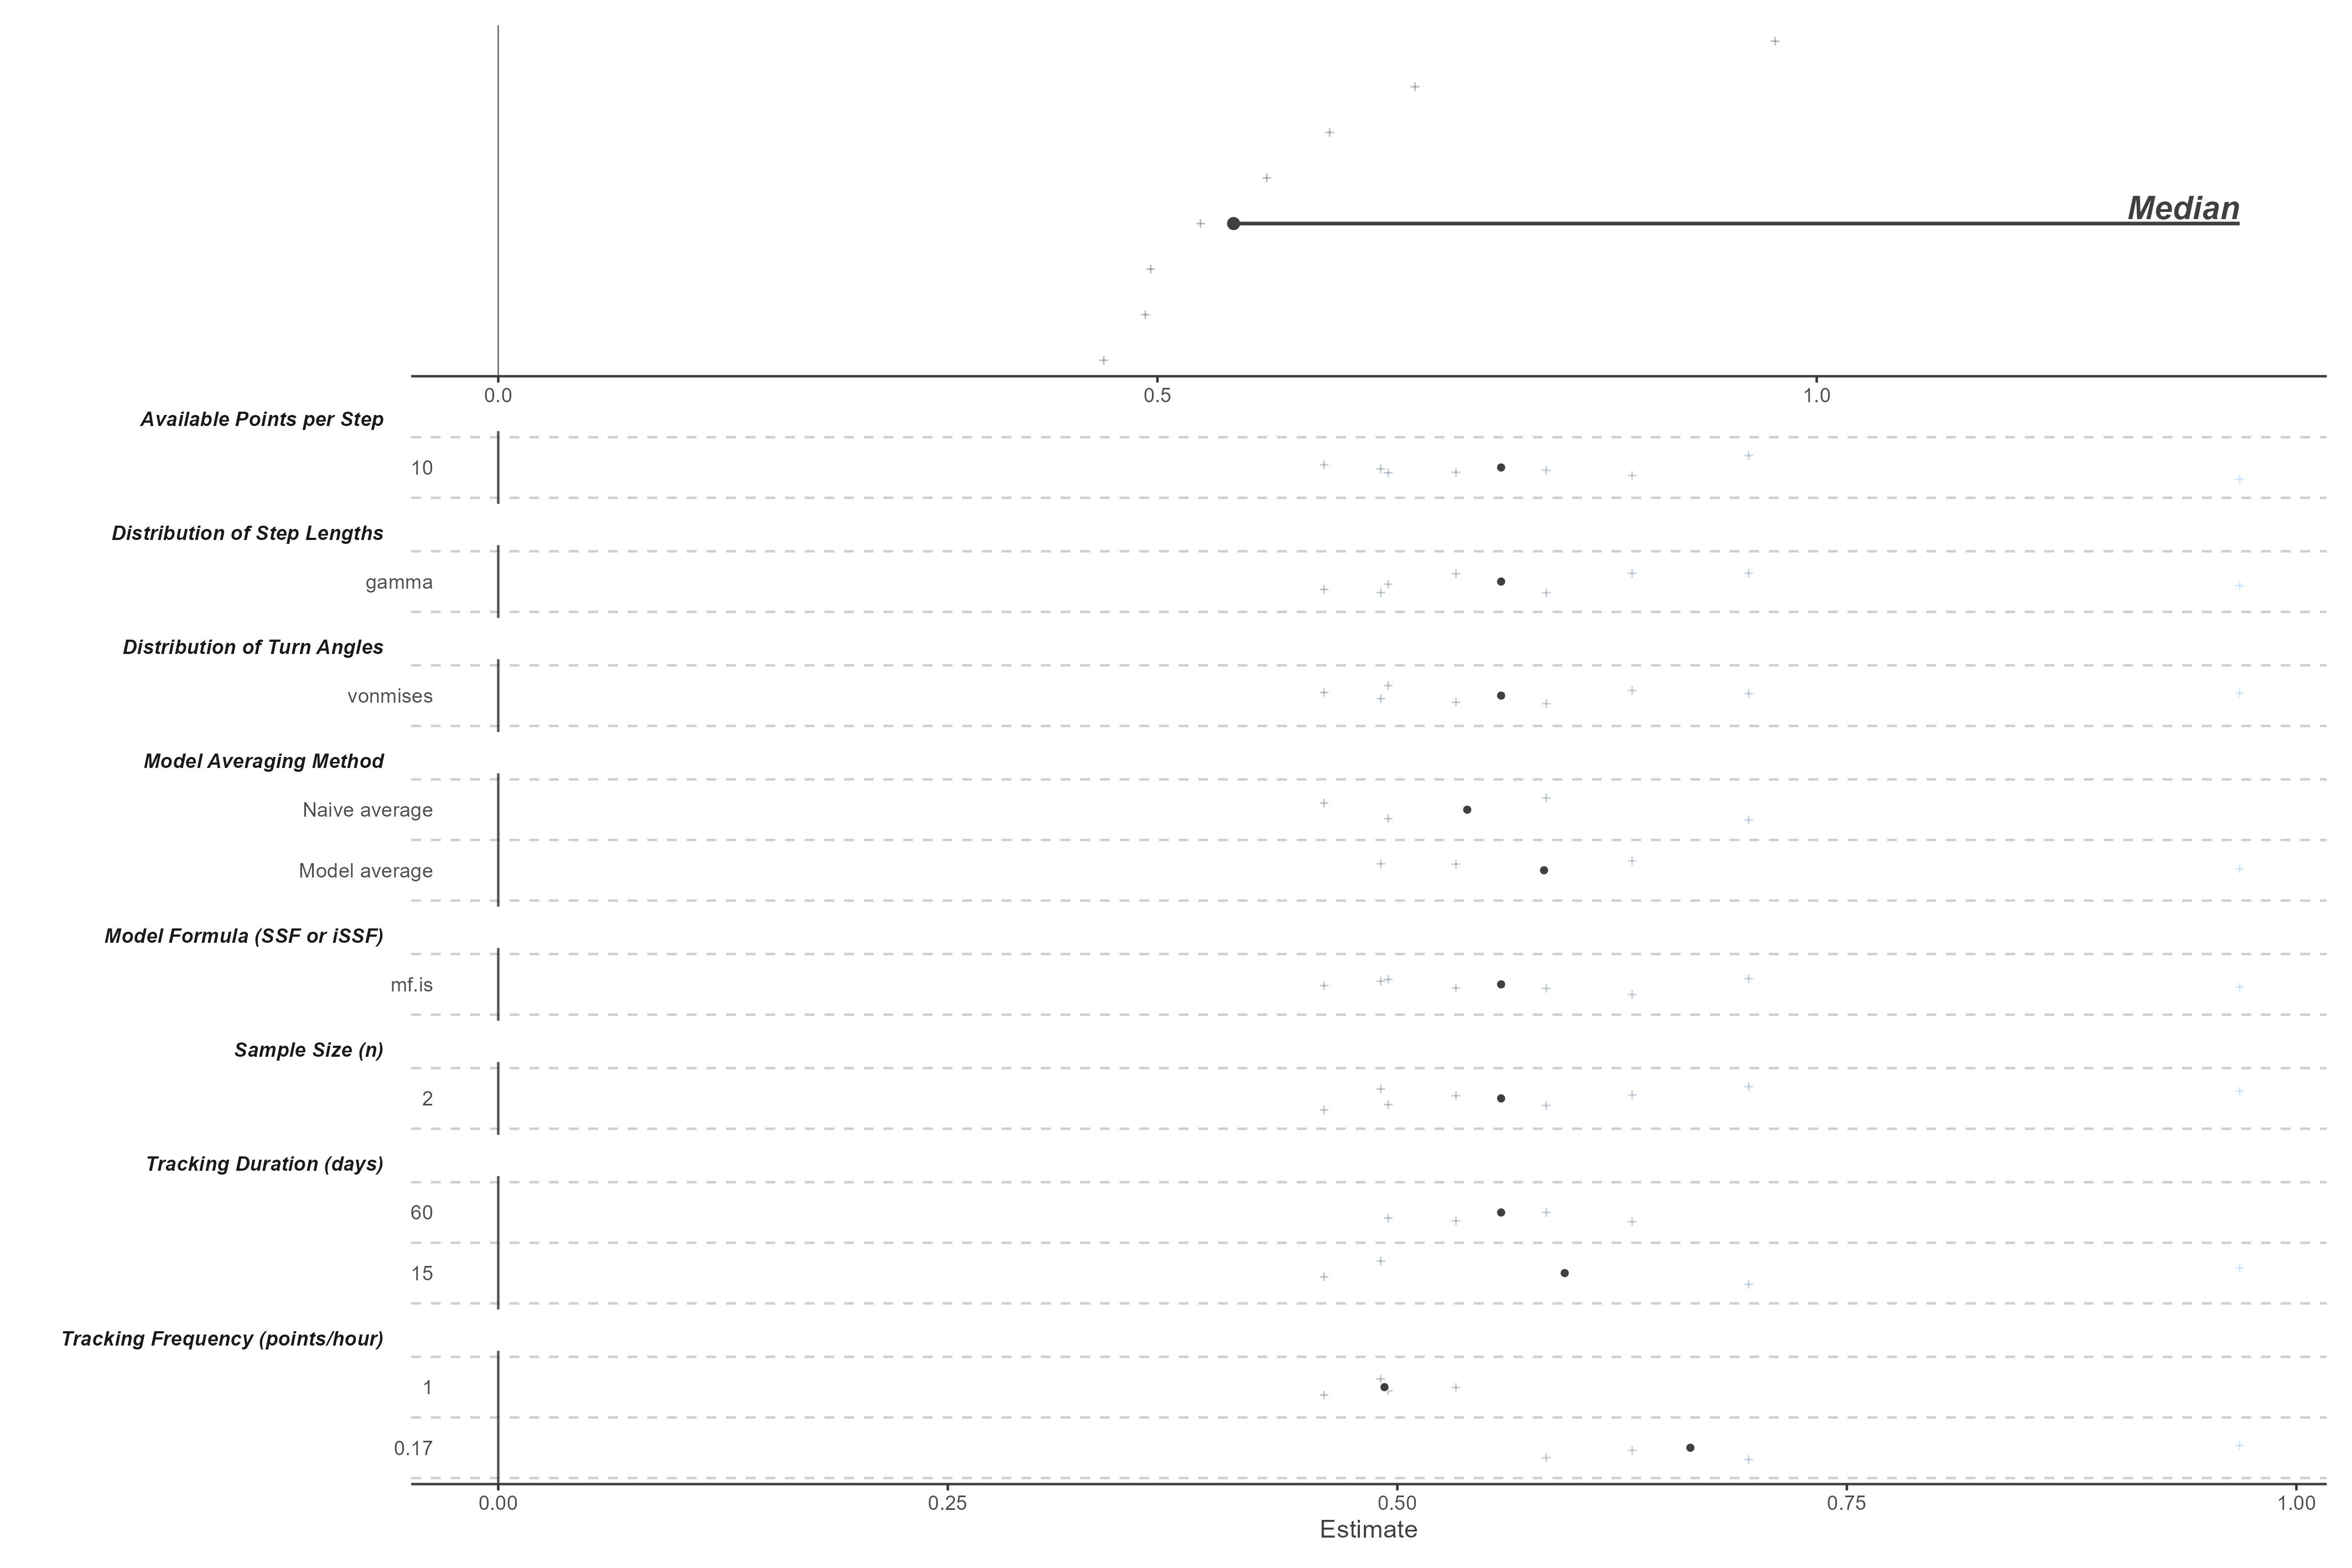 Median
0.0 0.5 1.0
Available Points per Step
10
Distribution of Step Lengths
gamma
Distribution of Turn Angles
vonmises
Model Averaging Method
Naive average
Model average
Model Formula (SSF or iSSF)
mf.is
Sample Size (n)
2
Tracking Duration (days)
60
15
Tracking Frequency (points/hour)
1
0.17
0.00 0.25 0.50 0.75 1.00
Estimate